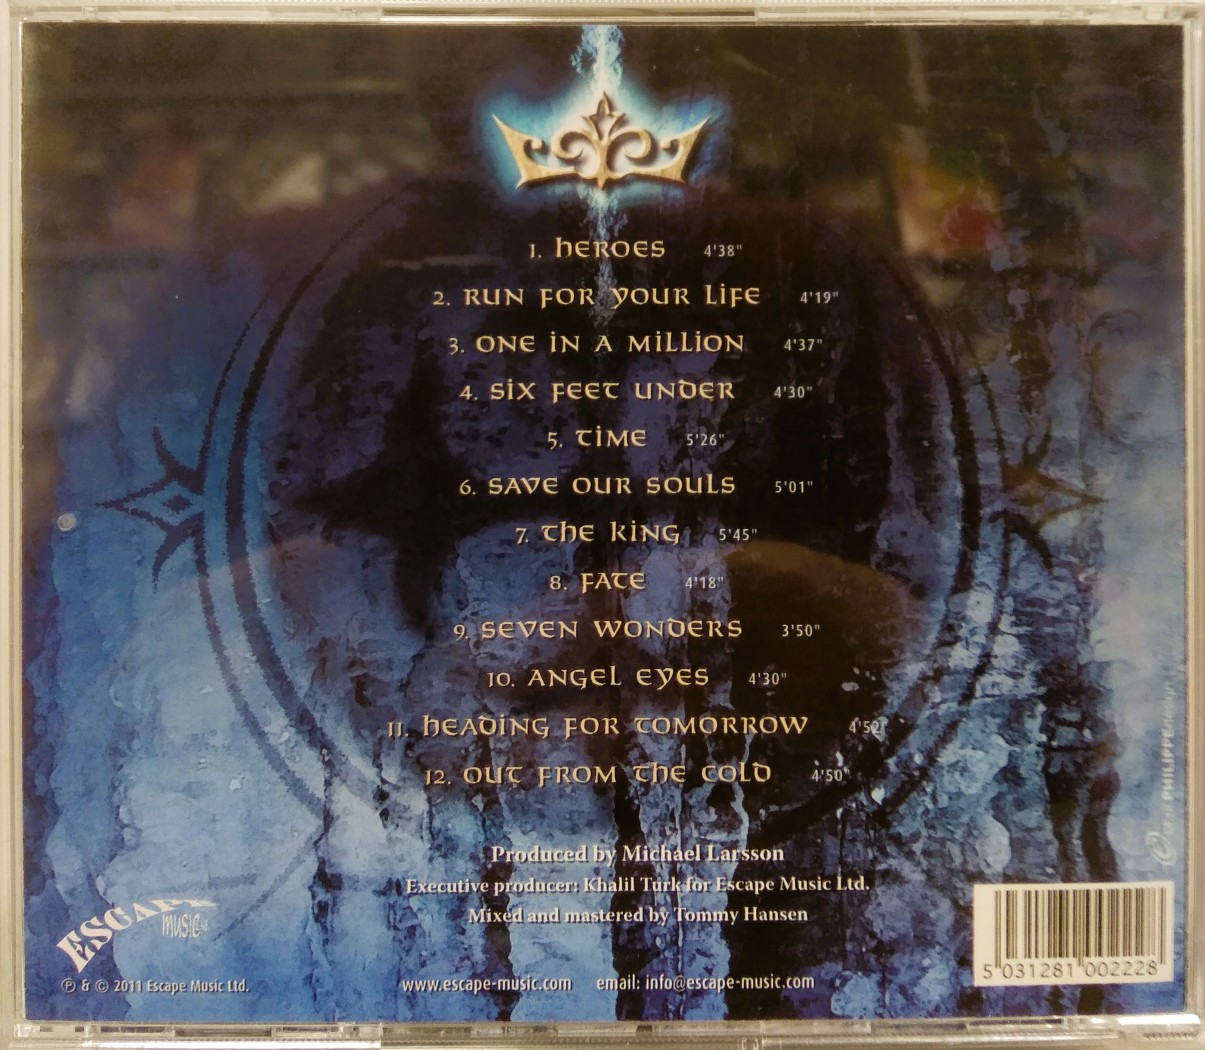 1. HEROES 4'38"
2. RUN FOR YOUR LIFE 4'19"
3. ONE IN A MILLION 4'37"
4. SIX FEET UNDER 4'30"
5. TIME 5'26"
6. SAVE OUR SOULS 5'01"
7. THE KING 5'45"
8. FATE 4'18"
9. SEVEN WONDERS 3'50"
10. ANGEL EYES 4'30"
11. HEADING FOR TOMORROW 4'52"
12. OUT FROM THE COLD 4'50"
Produced by Michael Larsson
Executive producer: Khalil Turk for Escape Music Ltd.
Mixed and mastered by Tommy Hansen
ESCAPE
MUSIC
℗ & © 2011 Escape Music Ltd.
www.escape-music.com email: info@escape-music.com
5 031281 002228